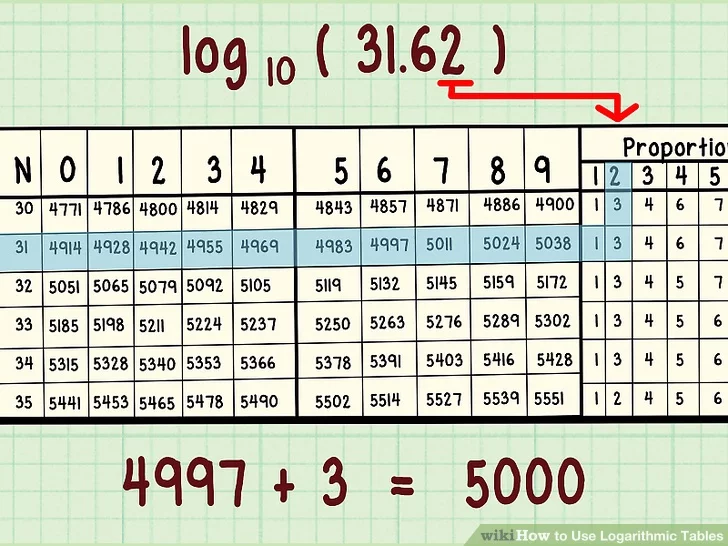 log10 ( 31.62 )
Proportio
N 0 1 2 3 4 5 6 7 8 9 1 2 3 4 5
30 4771 4786 4800 4814 4829 4843 4857 4871 4886 4900 1 3 4 6 7
31 4914 4928 4942 4955 4969 4983 4997 5011 5024 5038 1 3 4 6 7
32 5051 5065 5079 5092 5105 5119 5132 5145 5159 5172 1 3 4 5 7
33 5185 5198 5211 5224 5237 5250 5263 5276 5289 5302 1 3 4 5 6
34 5315 5328 5340 5353 5366 5378 5391 5403 5416 5428 1 3 4 5 6
35 5441 5453 5465 5478 5490 5502 5514 5527 5539 5551 1 2 4 5 6
4997 + 3 = 5000
wikiHow to Use Logarithmic Tables